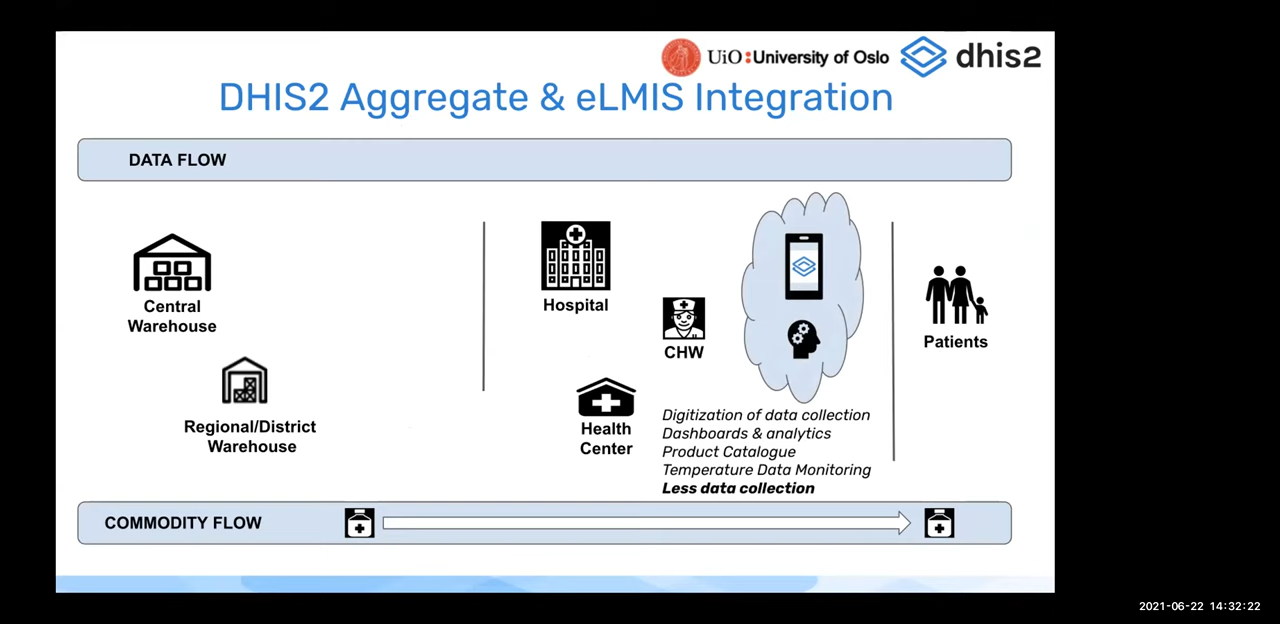 UiO:University of Oslo
dhis2
DHIS2 Aggregate & eLMIS Integration
DATA FLOW
Central
Warehouse
Regional/District
Warehouse
Hospital
CHW
Health
Center
Digitization of data collection
Dashboards & analytics
Product Catalogue
Temperature Data Monitoring
Less data collection
Patients
COMMODITY FLOW
2021-06-22 14:32:22